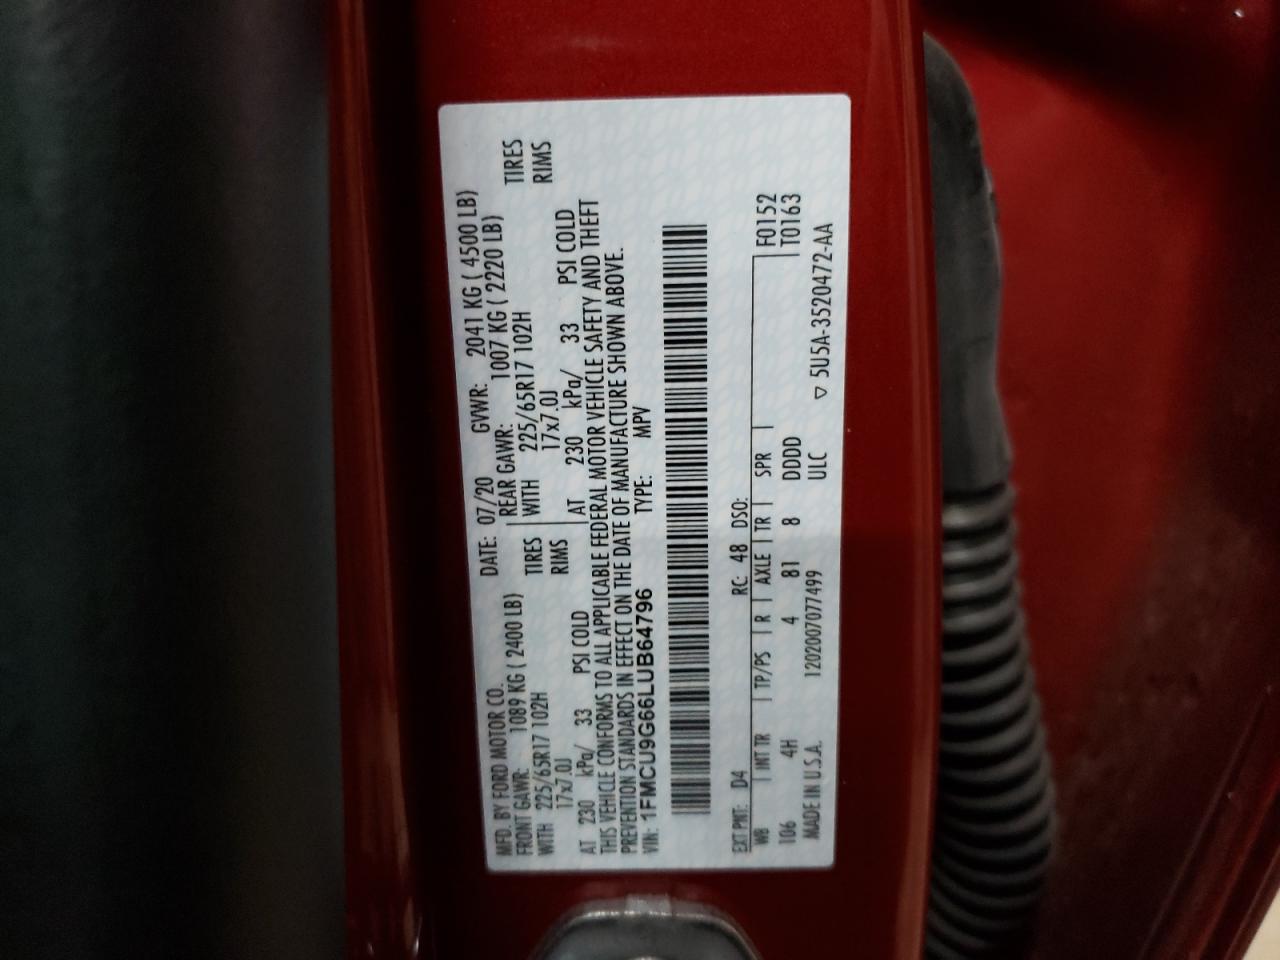 MFD. BY FORD MOTOR CO. DATE: 07/20 GVWR: 2041 KG ( 4500 LB)
FRONT GAWR: 1089 KG ( 2400 LB) REAR GAWR: 1007 KG ( 2220 LB)
WITH 225/65R17 102H TIRES WITH 225/65R17 102H TIRES
17x7.0J RIMS 17x7.0J RIMS
AT 230 kPa/ 33 PSI COLD AT 230 kPa/ 33 PSI COLD
THIS VEHICLE CONFORMS TO ALL APPLICABLE FEDERAL MOTOR VEHICLE SAFETY AND THEFT
PREVENTION STANDARDS IN EFFECT ON THE DATE OF MANUFACTURE SHOWN ABOVE.
VIN: 1FMCU9G66LUB64796 TYPE: MPV
EXT PNT: D4 RC: 48 DSO:
WB | INT TR | TP/PS | R | AXLE | TR | SPR | F0152
106 4H 4 81 8 DDDD T0163
MADE IN U.S.A. 1202007077499 ULC ▽ 5U5A-3520472-AA